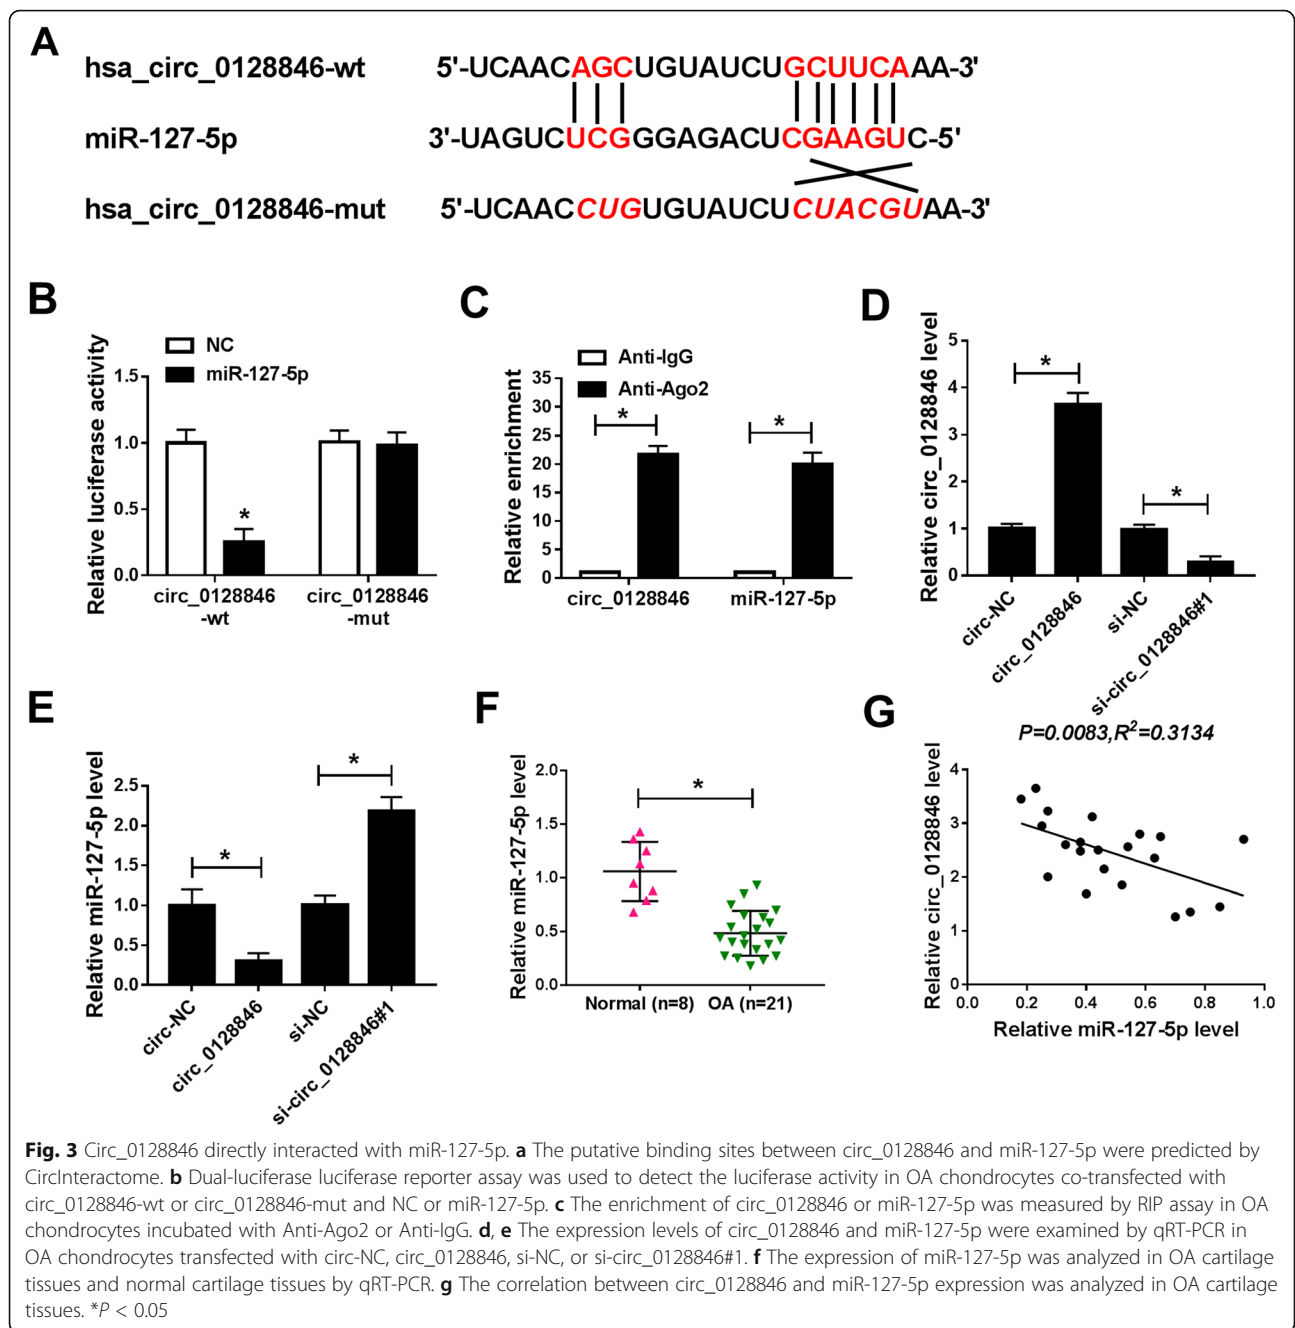 A
hsa_circ_0128846-wt 5'-UCAACAGCUGUAUCUGCUUCAAA-3'
miR-127-5p 3'-UAGUCUCGGGAGACUCGAAGUC-5'
hsa_circ_0128846-mut 5'-UCAACCUGUGUAUCUCUACGUAA-3'
B
NC
miR-127-5p
Relative luciferase activity
1.5
1.0
0.5
0.0
*
circ_0128846
-wt
circ_0128846
-mut
C
Anti-IgG
Anti-Ago2
Relative enrichment
35
30
25
20
15
10
5
0
*
*
circ_0128846
miR-127-5p
D
Relative circ_0128846 level
5
4
3
2
1
0
*
*
circ-NC
circ_0128846
si-NC
si-circ_0128846#1
E
Relative miR-127-5p level
2.5
2.0
1.5
1.0
0.5
0.0
*
*
circ-NC
circ_0128846
si-NC
si-circ_0128846#1
F
Relative miR-127-5p level
2.0
1.5
1.0
0.5
0.0
*
Normal (n=8)
OA (n=21)
G
P=0.0083,R²=0.3134
Relative circ_0128846 level
4
3
2
1
0
0.0 0.2 0.4 0.6 0.8 1.0
Relative miR-127-5p level
Fig. 3 Circ_0128846 directly interacted with miR-127-5p. a The putative binding sites between circ_0128846 and miR-127-5p were predicted by
CircInteractome. b Dual-luciferase luciferase reporter assay was used to detect the luciferase activity in OA chondrocytes co-transfected with
circ_0128846-wt or circ_0128846-mut and NC or miR-127-5p. c The enrichment of circ_0128846 or miR-127-5p was measured by RIP assay in OA
chondrocytes incubated with Anti-Ago2 or Anti-IgG. d, e The expression levels of circ_0128846 and miR-127-5p were examined by qRT-PCR in
OA chondrocytes transfected with circ-NC, circ_0128846, si-NC, or si-circ_0128846#1. f The expression of miR-127-5p was analyzed in OA cartilage
tissues and normal cartilage tissues by qRT-PCR. g The correlation between circ_0128846 and miR-127-5p expression was analyzed in OA cartilage
tissues. *P < 0.05